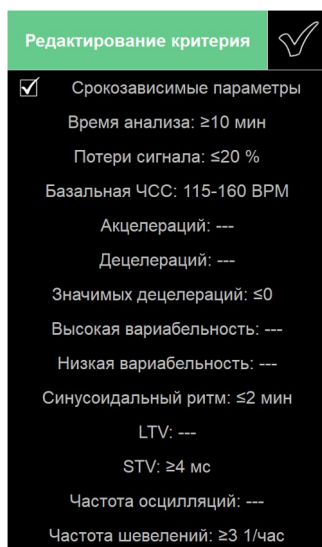 Редактирование критерия
Срокозависимые параметры
Время анализа: ≥10 мин
Потери сигнала: ≤20 %
Базальная ЧСС: 115-160 BPM
Акцелераций: ---
Децелераций: ---
Значимых децелераций: ≤0
Высокая вариабельность: ---
Низкая вариабельность: ---
Синусоидальный ритм: ≤2 мин
LTV: ---
STV: ≥4 мс
Частота осцилляций: ---
Частота шевелений: ≥3 1/час